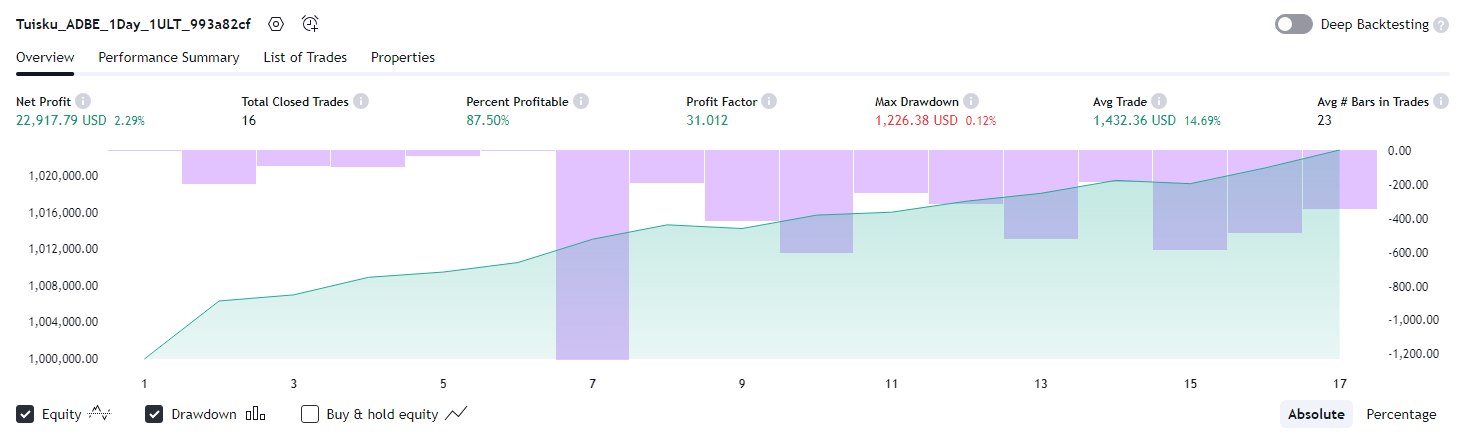 Tuisku_ADBE_1Day_1ULT_993a82cf Deep Backtesting
Overview Performance Summary List of Trades Properties
Net Profit Total Closed Trades Percent Profitable Profit Factor Max Drawdown Avg Trade Avg # Bars in Trades
22,917.79 USD 2.29% 16 87.50% 31.012 1,226.38 USD 0.12% 1,432.36 USD 14.69% 23
0.00
1,020,000.00
-200.00
1,016,000.00
-400.00
1,012,000.00
-600.00
1,008,000.00
-800.00
1,004,000.00
-1,000.00
1,000,000.00
-1,200.00
1 3 5 7 9 11 13 15 17
Equity Drawdown Buy & hold equity Absolute Percentage